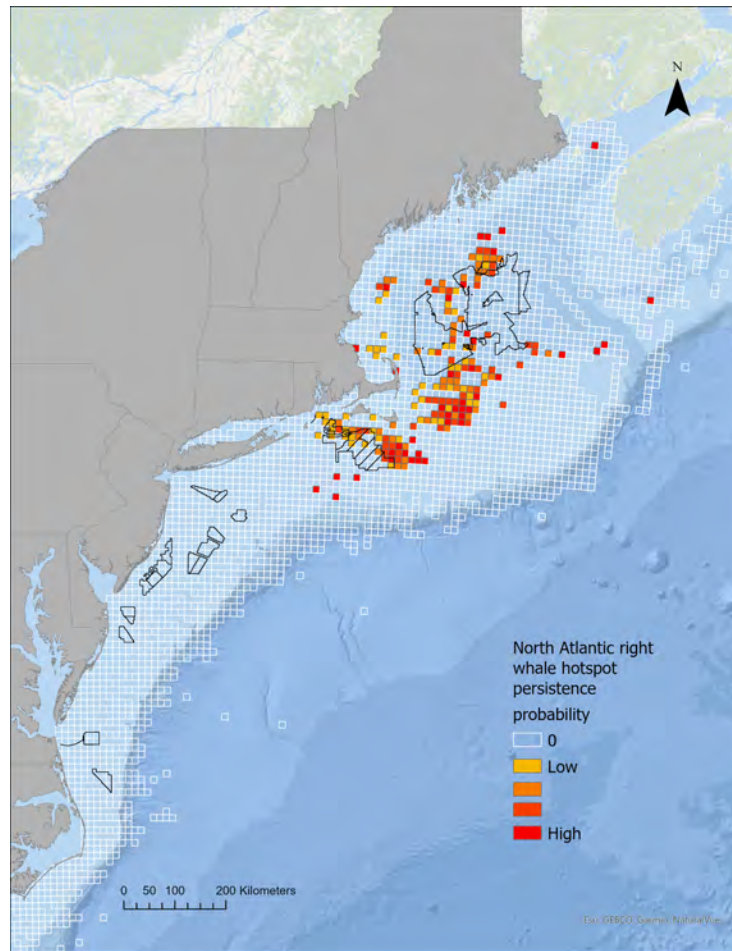 N
North Atlantic right
whale hotspot
persistence
probability
0
Low
High
0 50 100 200 Kilometers
Esri, GEBCO, Garmin, NaturalVue